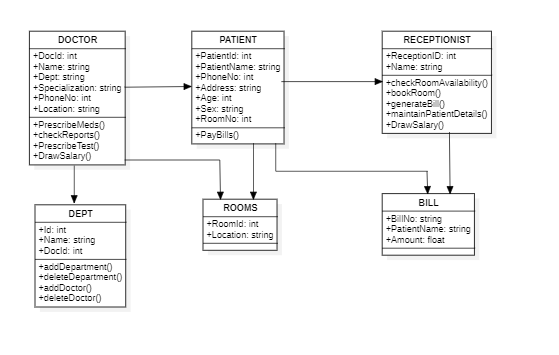 DOCTOR
+DocId: int
+Name: string
+Dept: string
+Specialization: string
+PhoneNo: int
+Location: string
+PrescribeMeds()
+checkReports()
+PrescribeTest()
+DrawSalary()
PATIENT
+PatientId: int
+PatientName: string
+PhoneNo: int
+Address: string
+Age: int
+Sex: string
+RoomNo: int
+PayBills()
RECEPTIONIST
+ReceptionID: int
+Name: string
+checkRoomAvailability()
+bookRoom()
+generateBill()
+maintainPatientDetails()
+DrawSalary()
DEPT
+Id: int
+Name: string
+DocId: int
+addDepartment()
+deleteDepartment()
+addDoctor()
+deleteDoctor()
ROOMS
+RoomId: int
+Location: string
BILL
+BillNo: string
+PatientName: string
+Amount: float